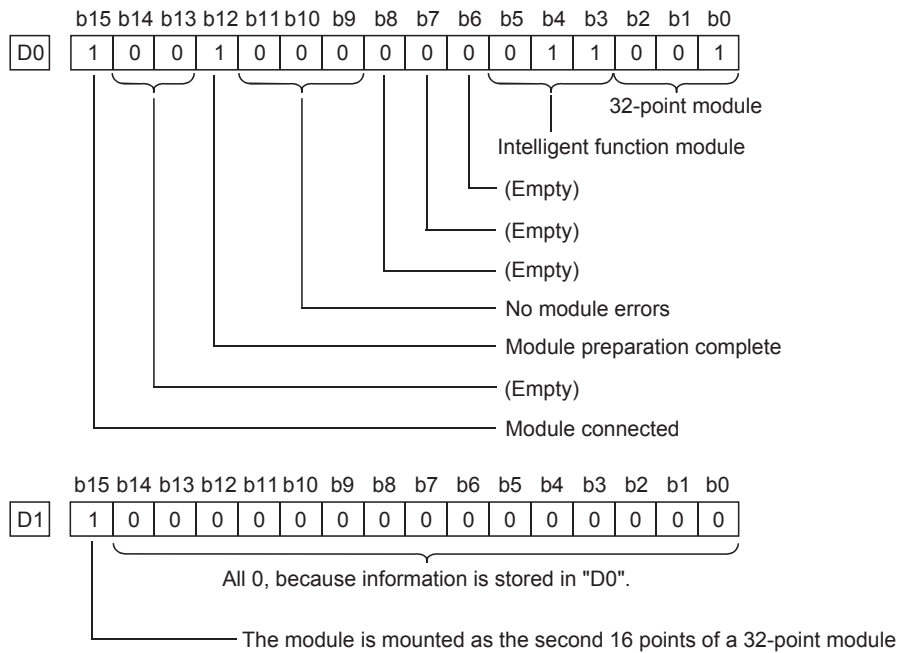 b15 b14 b13 b12 b11 b10 b9 b8 b7 b6 b5 b4 b3 b2 b1 b0
D0 1 0 0 1 0 0 0 0 0 0 0 1 1 0 0 1
32-point module
Intelligent function module
(Empty)
(Empty)
(Empty)
No module errors
Module preparation complete
(Empty)
Module connected
b15 b14 b13 b12 b11 b10 b9 b8 b7 b6 b5 b4 b3 b2 b1 b0
D1 1 0 0 0 0 0 0 0 0 0 0 0 0 0 0 0
All 0, because information is stored in "D0".
The module is mounted as the second 16 points of a 32-point module